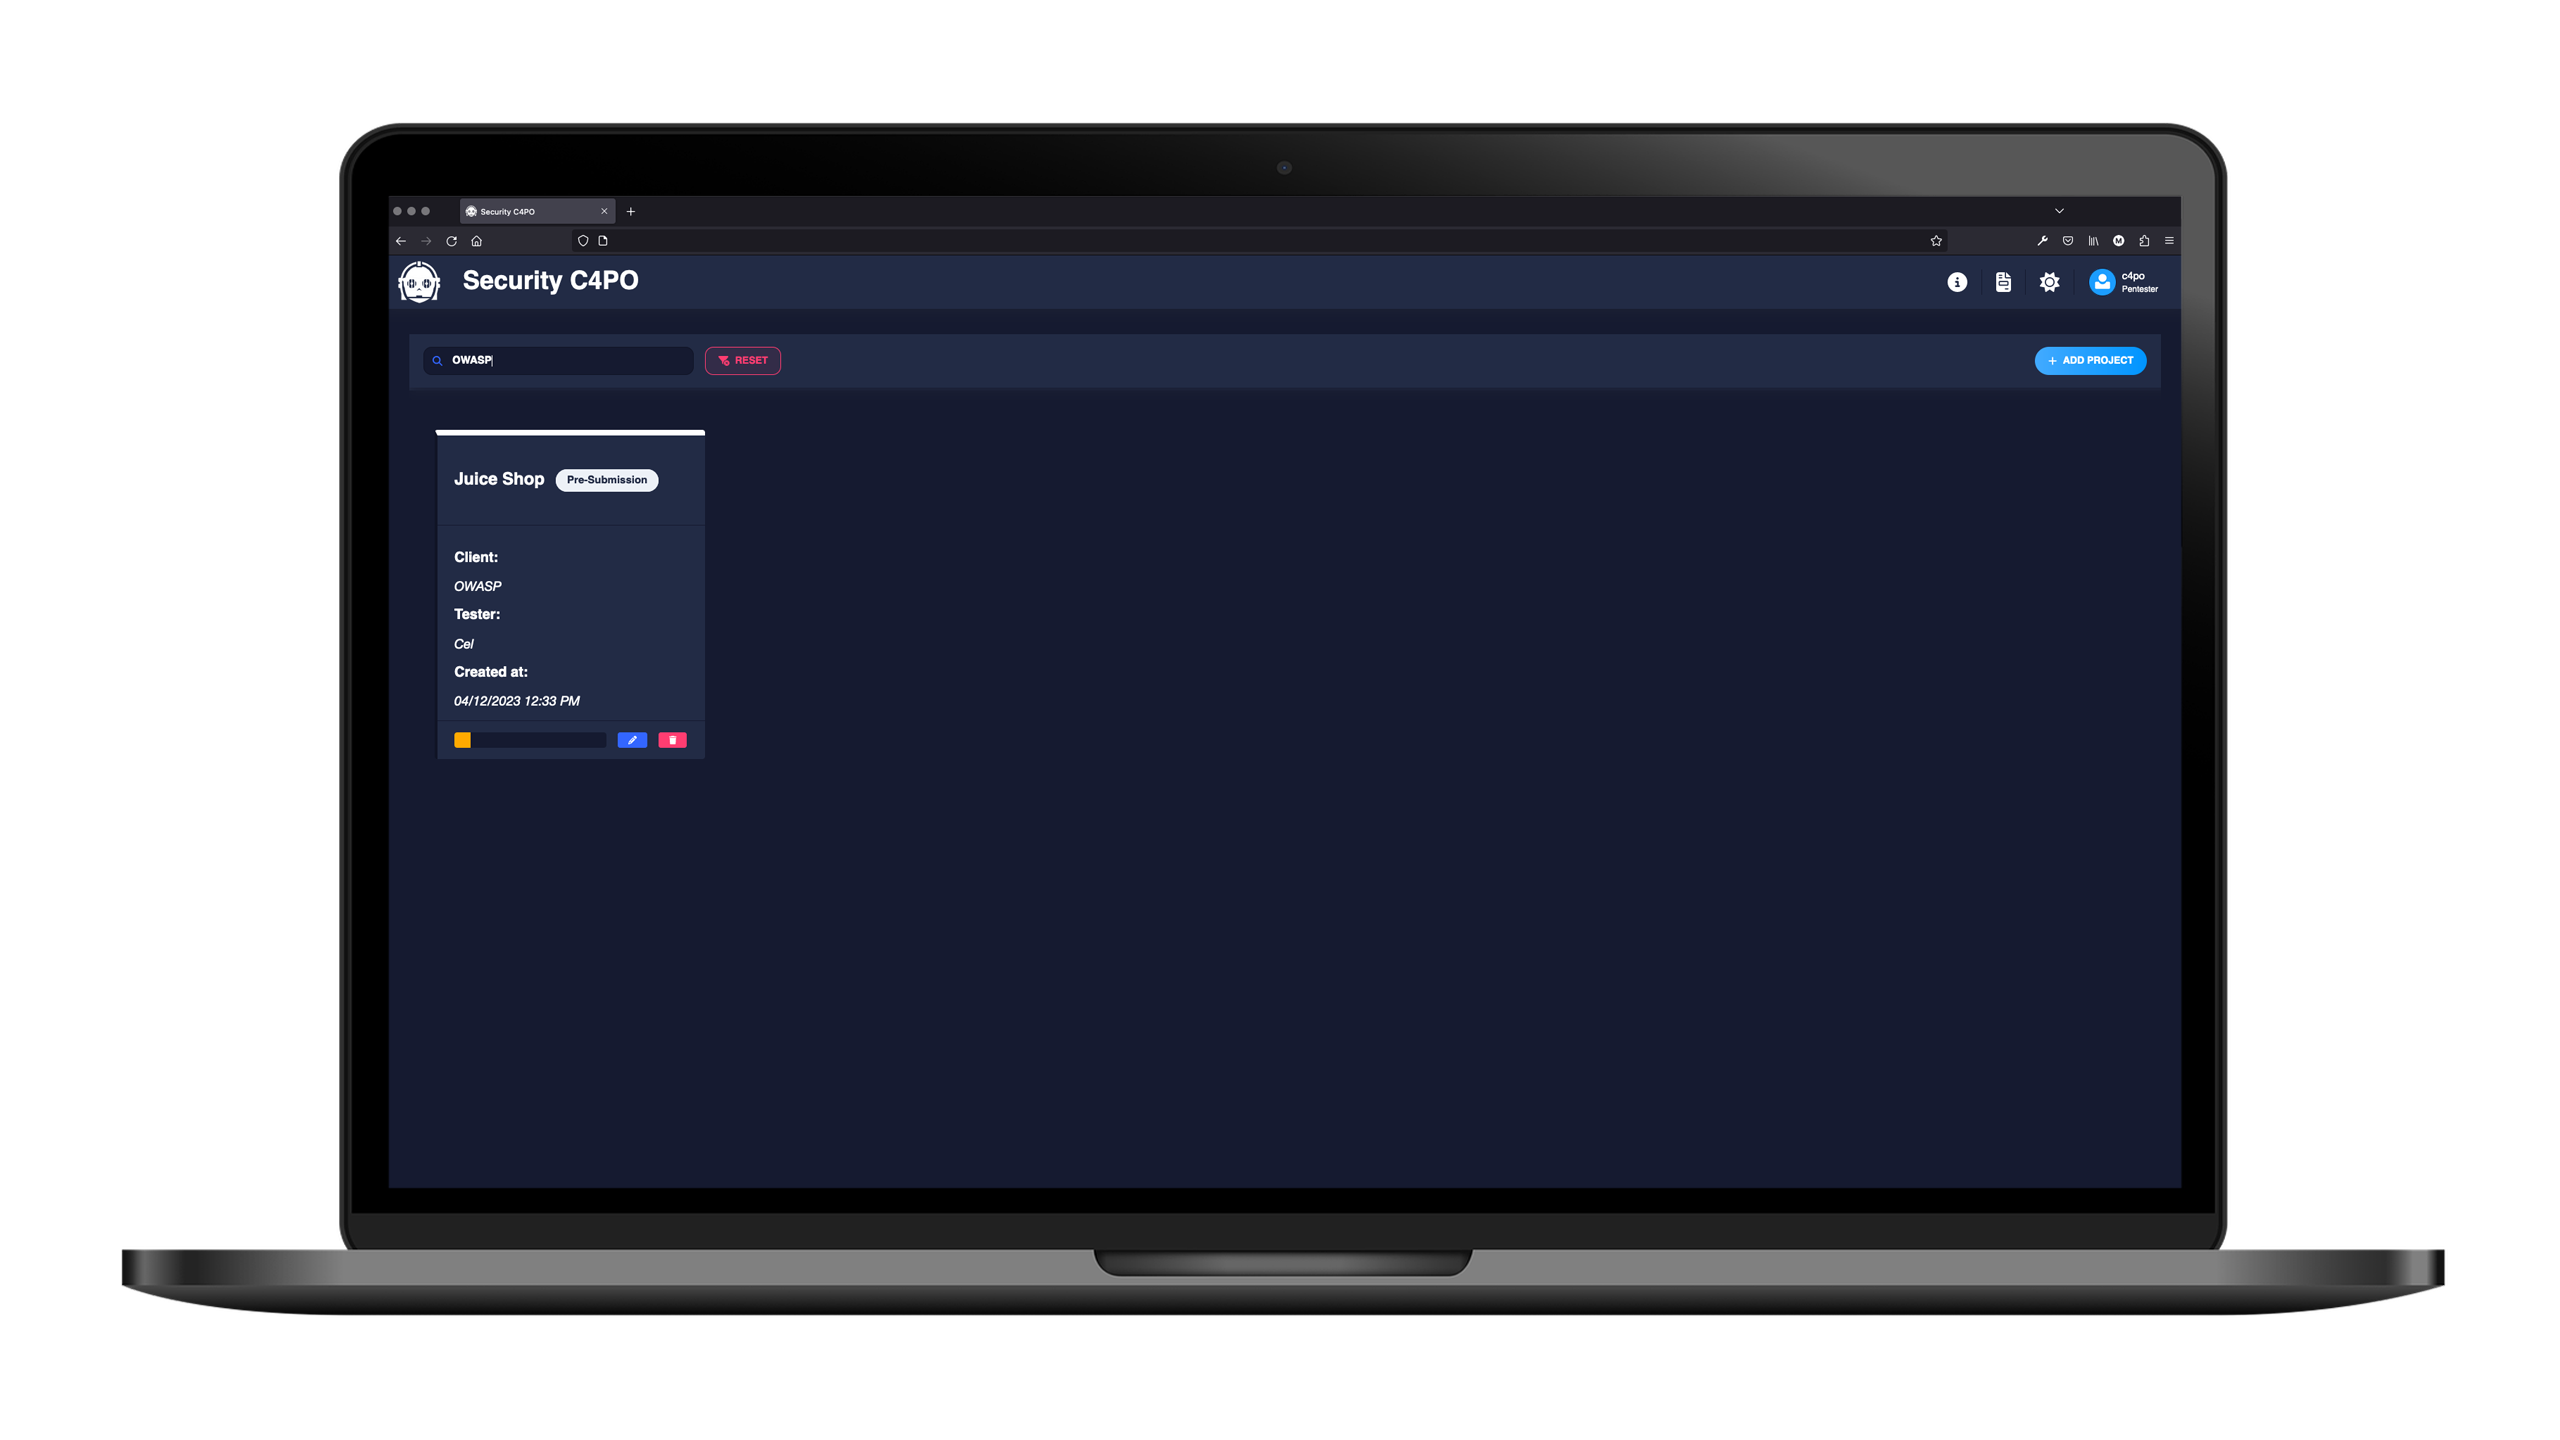 Security C4PO
Security C4PO
c4po
Pentester
OWASP
RESET
+ ADD PROJECT
Juice Shop
Pre-Submission
Client:
OWASP
Tester:
Cel
Created at:
04/12/2023 12:33 PM